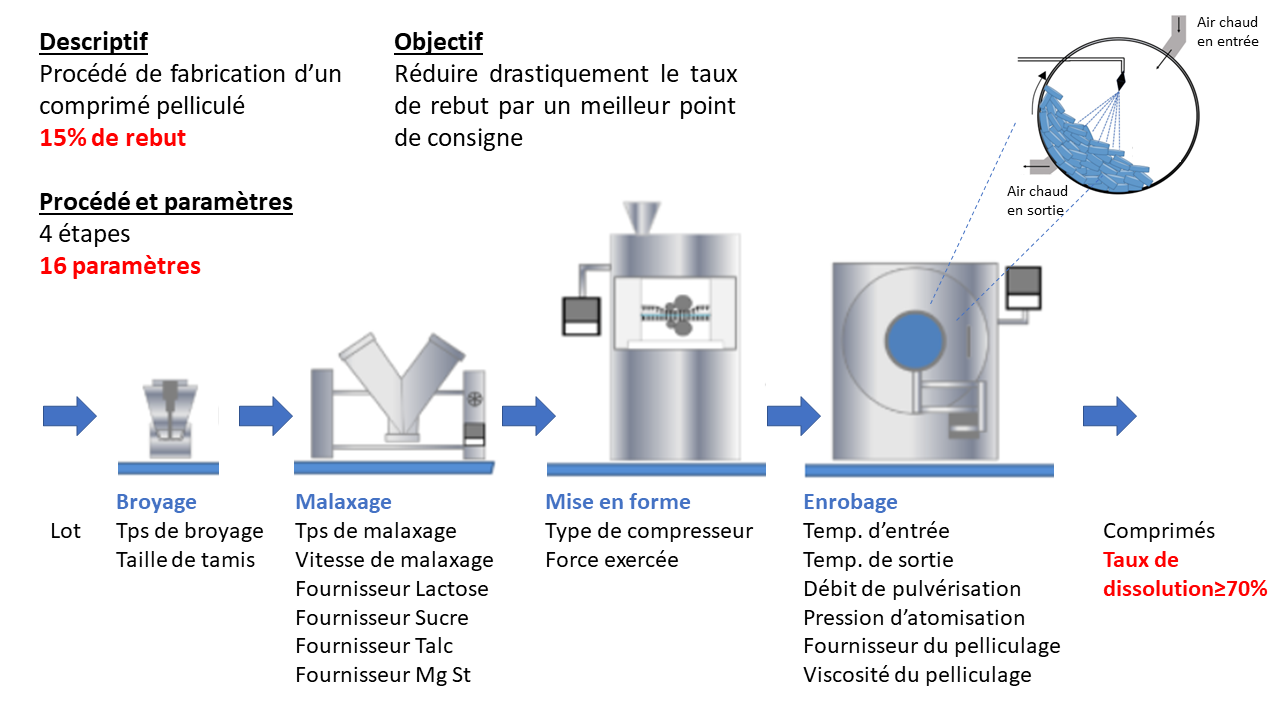 Descriptif
Procédé de fabrication d’un
comprimé pelliculé
15% de rebut
Objectif
Réduire drastiquement le taux
de rebut par un meilleur point
de consigne
Air chaud
en entrée
Air chaud
en sortie
Procédé et paramètres
4 étapes
16 paramètres
Lot
Broyage
Tps de broyage
Taille de tamis
Malaxage
Tps de malaxage
Vitesse de malaxage
Fournisseur Lactose
Fournisseur Sucre
Fournisseur Talc
Fournisseur Mg St
Mise en forme
Type de compresseur
Force exercée
Enrobage
Temp. d’entrée
Temp. de sortie
Débit de pulvérisation
Pression d’atomisation
Fournisseur du pelliculage
Viscosité du pelliculage
Comprimés
Taux de
dissolution≥70%